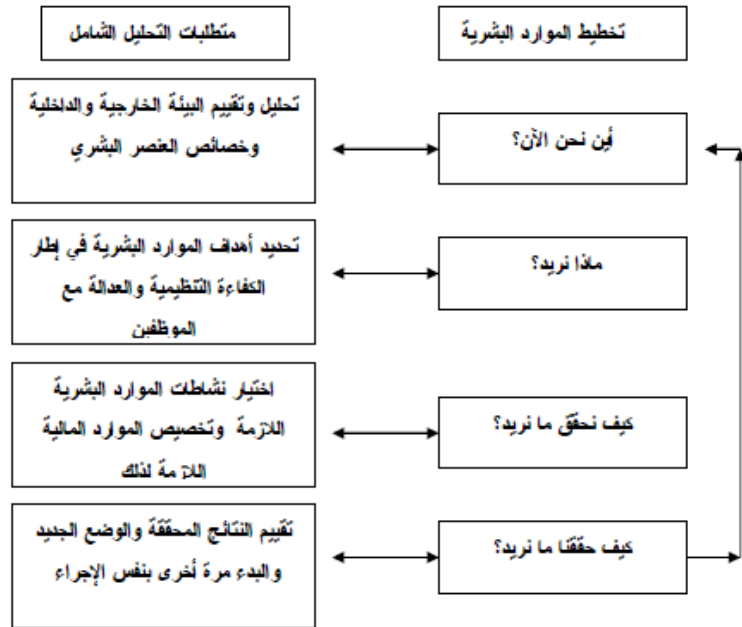 تخطيط الموارد البشرية
متطلبات التحليل الشامل
أين نحن الآن؟
تحليل وتقييم البيئة الخارجية والداخلية
وخصائص العنصر البشري
ماذا نريد؟
تحديد أهداف الموارد البشرية في إطار
الكفاءة التنظيمية والعدالة مع
الموظفين
كيف نحقق ما نريد؟
اختيار نشاطات الموارد البشرية
اللازمة وتخصيص الموارد المالية
اللازمة لذلك
كيف حققنا ما نريد؟
تقييم النتائج المحققة والوضع الجديد
والبدء مرة أخرى بنفس الإجراء